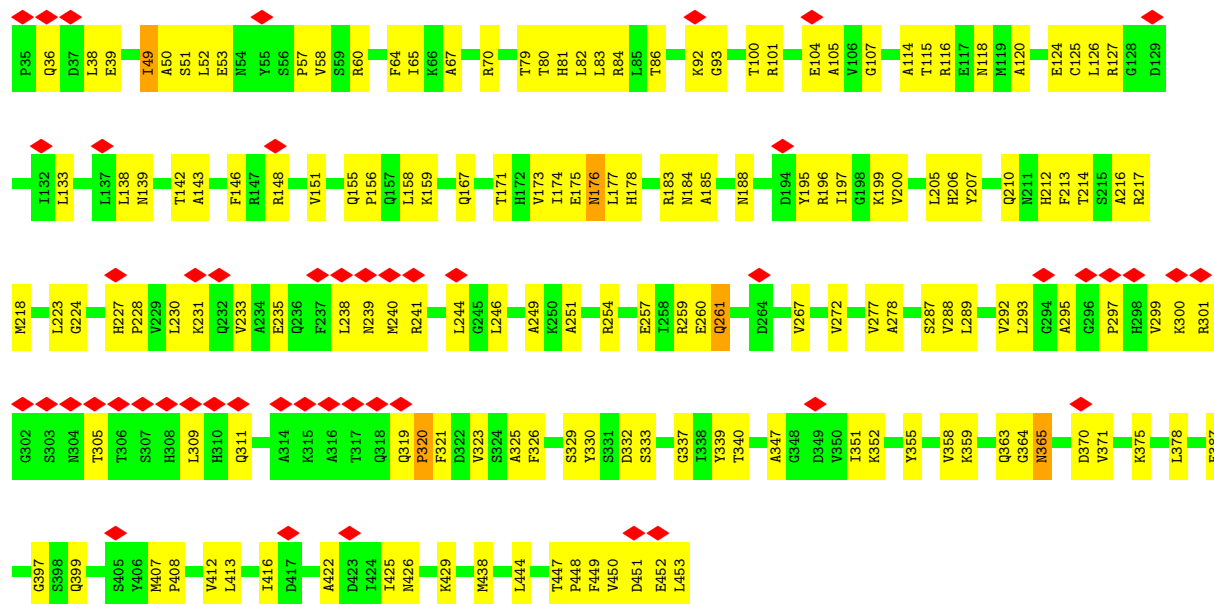 P35 Q36 D37 L38 E39 I49 A50 S51 L52 E53 N54 Y55 S56 P57 V58 S59 R60 F64 I65 K66 A67 R70 T79 T80 H81 L82 L83 R84 L85 T86 K92 G93 T100 R101 E104 A105 V106 G107 A114 T115 R116 E117 N118 M119 A120 E124 C125 L126 R127 G128 D129
I132 L133 L137 L138 N139 T142 A143 F146 R147 R148 V151 Q155 P156 Q157 L158 K159 Q167 T171 H172 V173 I174 E175 N176 L177 H178 R183 N184 A185 N188 D194 Y195 R196 I197 G198 K199 V200 L205 H206 Y207 Q210 N211 H212 F213 T214 S215 A216 R217
M218 L223 G224 H227 P228 V229 L230 K231 Q232 V233 A234 E235 Q236 F237 L238 N239 M240 R241 L244 G245 L246 A249 K250 A251 R254 E257 I258 R259 E260 Q261 D264 V267 V272 V277 A278 S287 V288 L289 V292 L293 G294 A295 G296 P297 H298 V299 K300 R301
G302 S303 N304 T305 T306 S307 H308 L309 H310 Q311 A314 K315 A316 T317 Q318 Q319 P320 F321 D322 V323 S324 A325 F326 S329 Y330 S331 D332 S333 G337 I338 Y339 T340 A347 G348 D349 V350 I351 K352 Y355 V358 K359 Q363 G364 N365 D370 V371 K375 L378
G397 S398 Q399 S405 Y406 M407 P408 V412 L413 I416 D417 A422 D423 I424 I425 N426 K429 M438 L444 T447 P448 F449 V450 D451 E452 L453